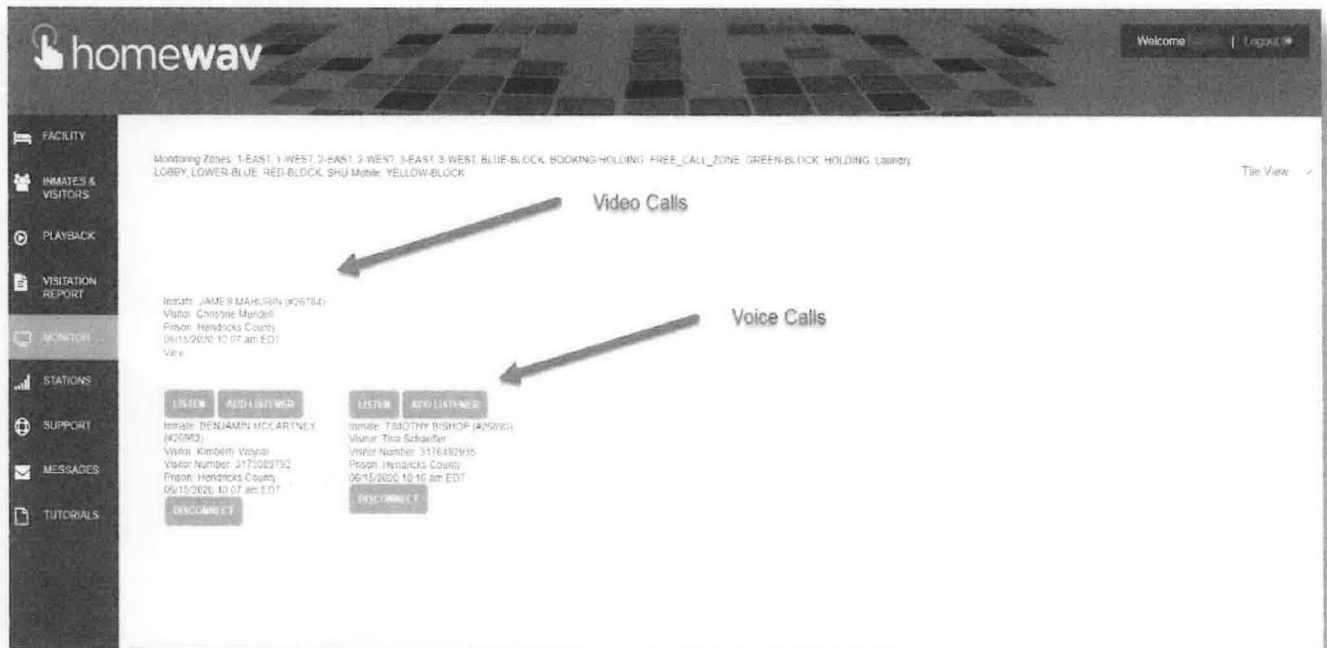 homewav
Welcome | Logout
FACILITY
INMATES &
VISITORS
PLAYBACK
VISITATION
REPORT
MONITOR
STATIONS
SUPPORT
MESSAGES
TUTORIALS
Monitoring Zones: 1-EAST, 1-WEST, 2-EAST, 2-WEST, 3-EAST, 3-WEST, BLUE-BLOCK, BOOKING/HOLDING, FREE_CALL_ZONE, GREEN-BLOCK, HOLDING, Laundry,
LOBBY, LOWER-BLUE, RED-BLOCK, SHU Mobile, YELLOW-BLOCK
Tile View
Video Calls
Inmate: JAMES MAHURIN (#26784)
Visitor: Christine Mundell
Prison: Hendricks County
06/15/2020 10:07 am EDT
View
Voice Calls
LISTEN ADD LISTENER
Inmate: BENJAMIN MCCARTNEY
Visitor: Kimberly
Visitor Number:
Prison: Hendricks County
06/15/2020 10:07 am EDT
DISCONNECT
LISTEN ADD LISTENER
Inmate: TIMOTHY BISHOP
Visitor: Tina Schaeffer
Visitor Number: 3176492935
Prison: Hendricks County
06/15/2020 10:10 am EDT
DISCONNECT